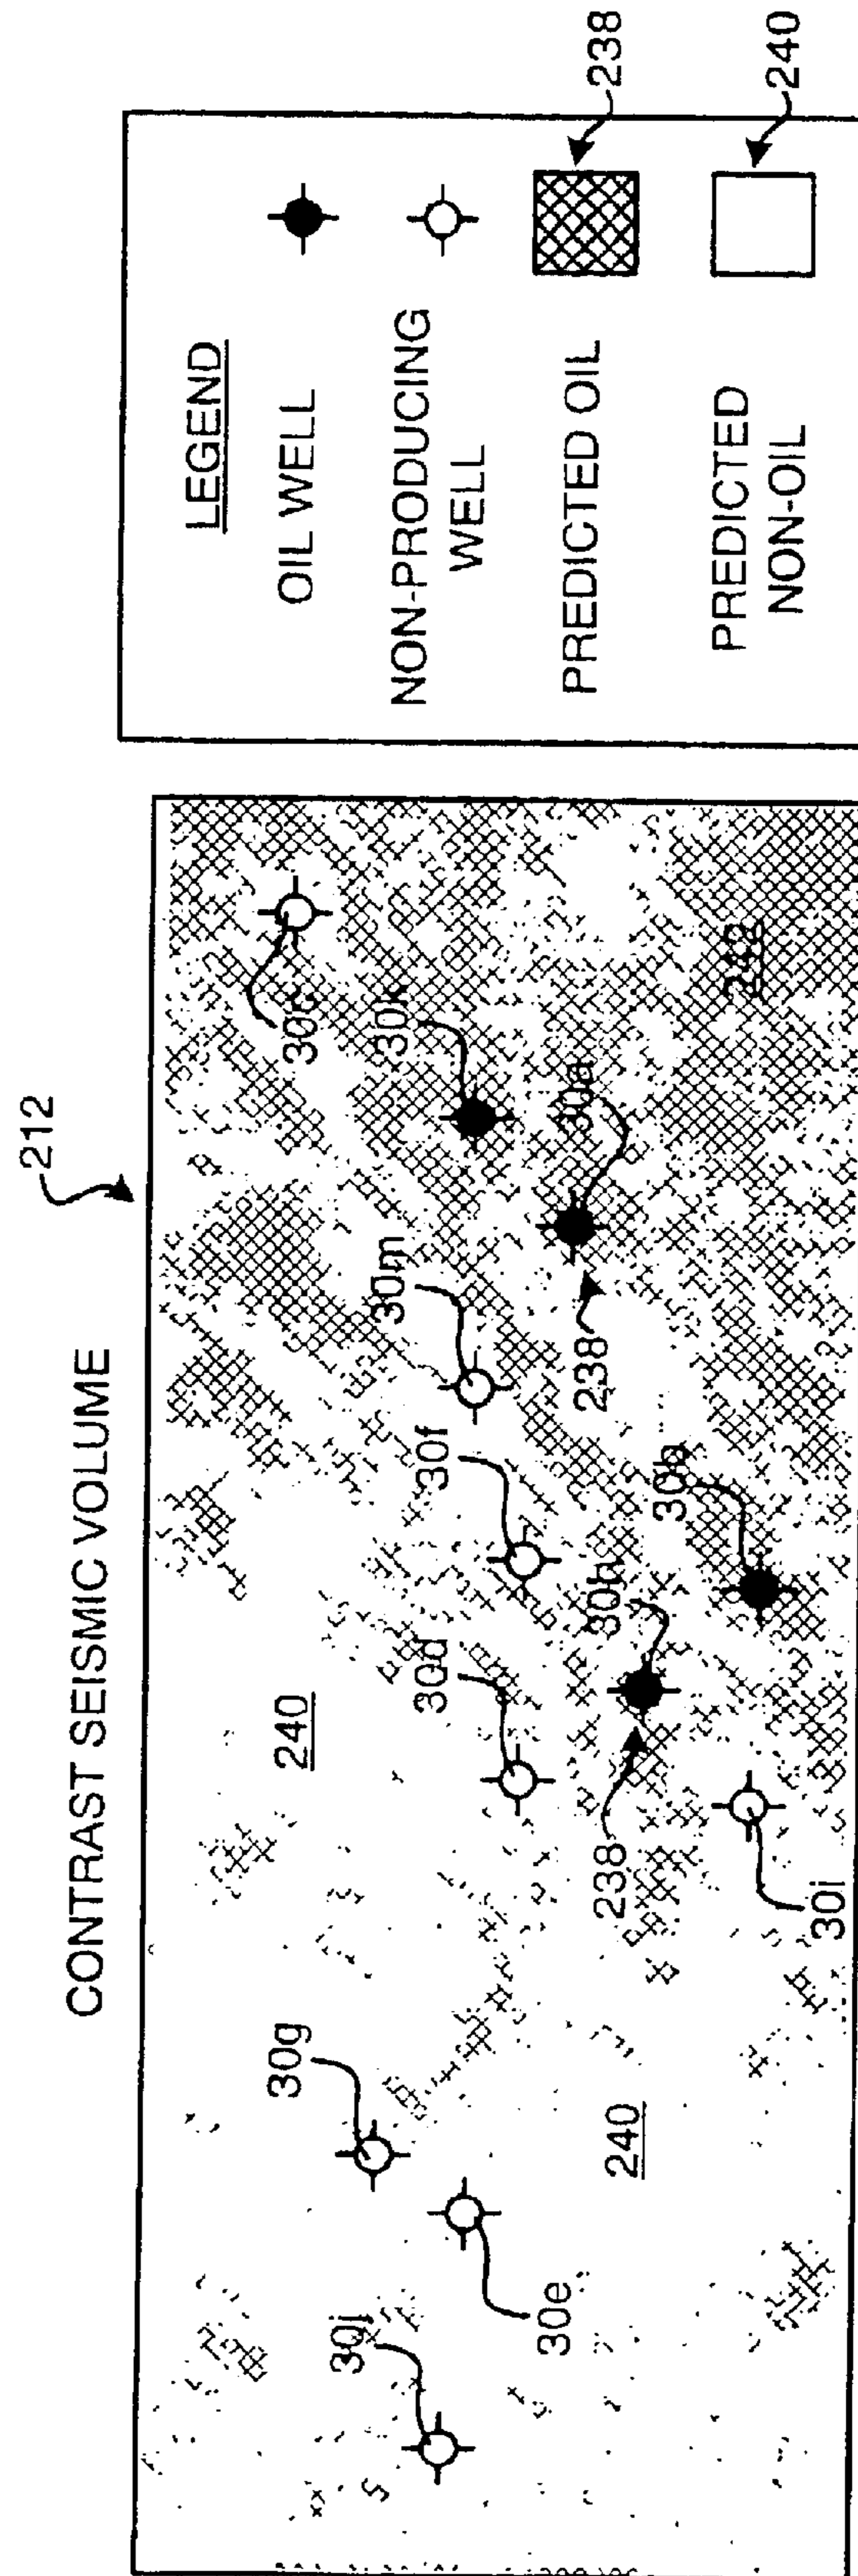 CONTRAST SEISMIC VOLUME
212
30j
30g
240
30e
240
30d
30f
30m
30k
30c
238
30h
238
30a
30b
30i
LEGEND
OIL WELL
NON-PRODUCING
WELL
PREDICTED OIL
238
PREDICTED
NON-OIL
240